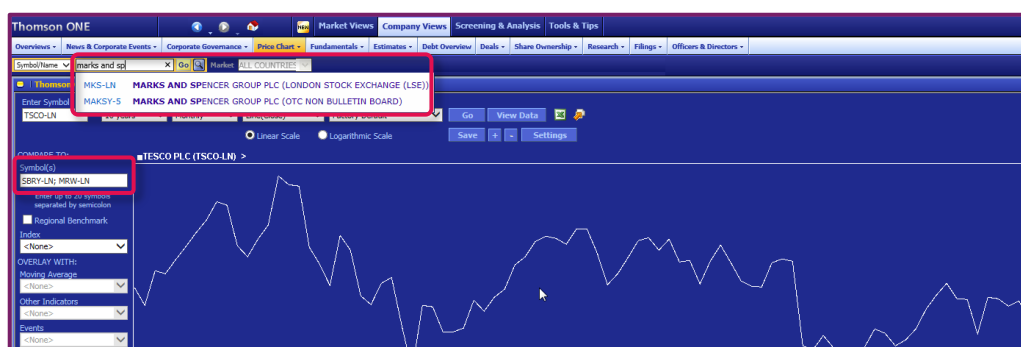 Thomson ONE NEW Market Views Company Views Screening & Analysis Tools & Tips
Overviews News & Corporate Events Corporate Governance Price Chart Fundamentals Estimates Debt Overview Deals Share Ownership Research Filings Officers & Directors
Symbol/Name marks and sp X Go Market ALL COUNTRIES
MKS-LN MARKS AND SPENCER GROUP PLC (LONDON STOCK EXCHANGE (LSE))
MAKSY-5 MARKS AND SPENCER GROUP PLC (OTC NON BULLETIN BOARD)
Enter Symbol
TSCO-LN Go View Data
Linear Scale Logarithmic Scale Save + - Settings
COMPARE TO:
TESCO PLC (TSCO-LN) >
Symbol(s)
SBRY-LN; MRW-LN
Enter up to 20 symbols
separated by semicolon
Regional Benchmark
Index
<None>
OVERLAY WITH:
Moving Average
<None>
Other Indicators
<None>
Events
<None>